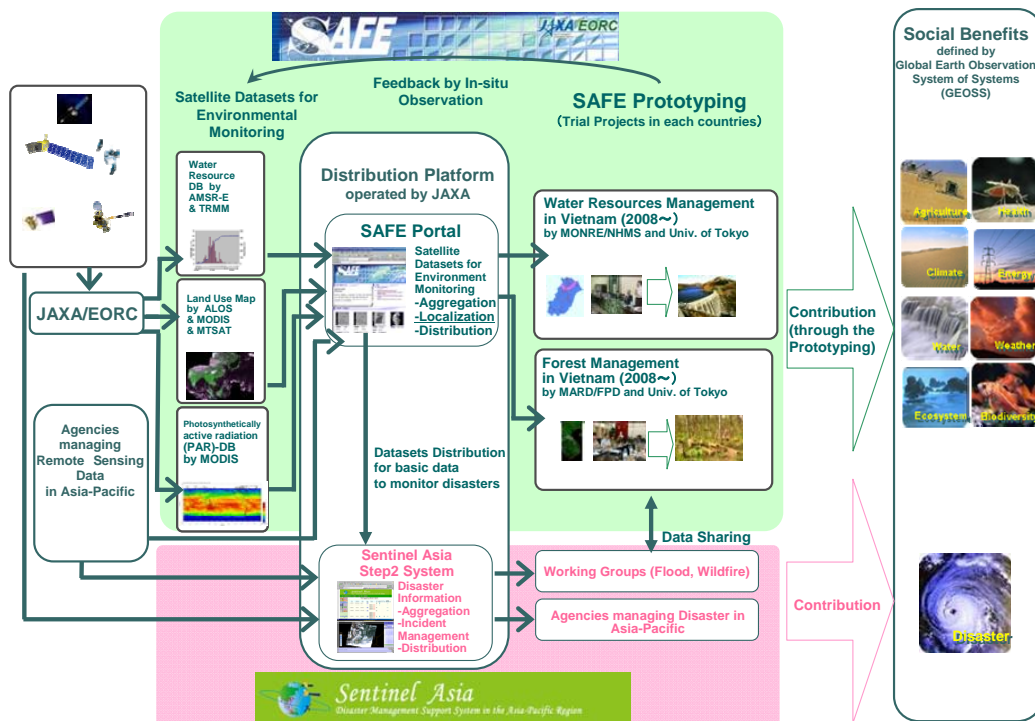 SAFE
JAXA EORC
Feedback by In-situ
Observation
Satellite Datasets for
Environmental
Monitoring
SAFE Prototyping
(Trial Projects in each countries)
Social Benefits
defined by
Global Earth Observation
System of Systems
(GEOSS)
JAXA/EORC
Agencies
managing
Remote Sensing
Data
in Asia-Pacific
Water
Resource
DB by
AMSR-E
& TRMM
Land Use Map
by ALOS
& MODIS
& MTSAT
Photosynthetically
active radiation
(PAR)-DB
by MODIS
Distribution Platform
operated by JAXA
SAFE Portal
SAFE
Satellite
Datasets for
Environment
Monitoring
-Aggregation
-Localization
-Distribution
Datasets Distribution
for basic data
to monitor disasters
Water Resources Management
in Vietnam (2008～)
by MONRE/NHMS and Univ. of Tokyo
Forest Management
in Vietnam (2008～)
by MARD/FPD and Univ. of Tokyo
Data Sharing
Sentinel Asia
Step2 System
Disaster
Information
-Aggregation
-Incident
Management
-Distribution
Working Groups (Flood, Wildfire)
Agencies managing Disaster in
Asia-Pacific
Contribution
(through the
Prototyping)
Contribution
Agriculture
Health
Climate
Energy
Water
Weather
Ecosystem
Biodiversity
Disaster
Sentinel Asia
Disaster Management Support System in the Asia-Pacific Region